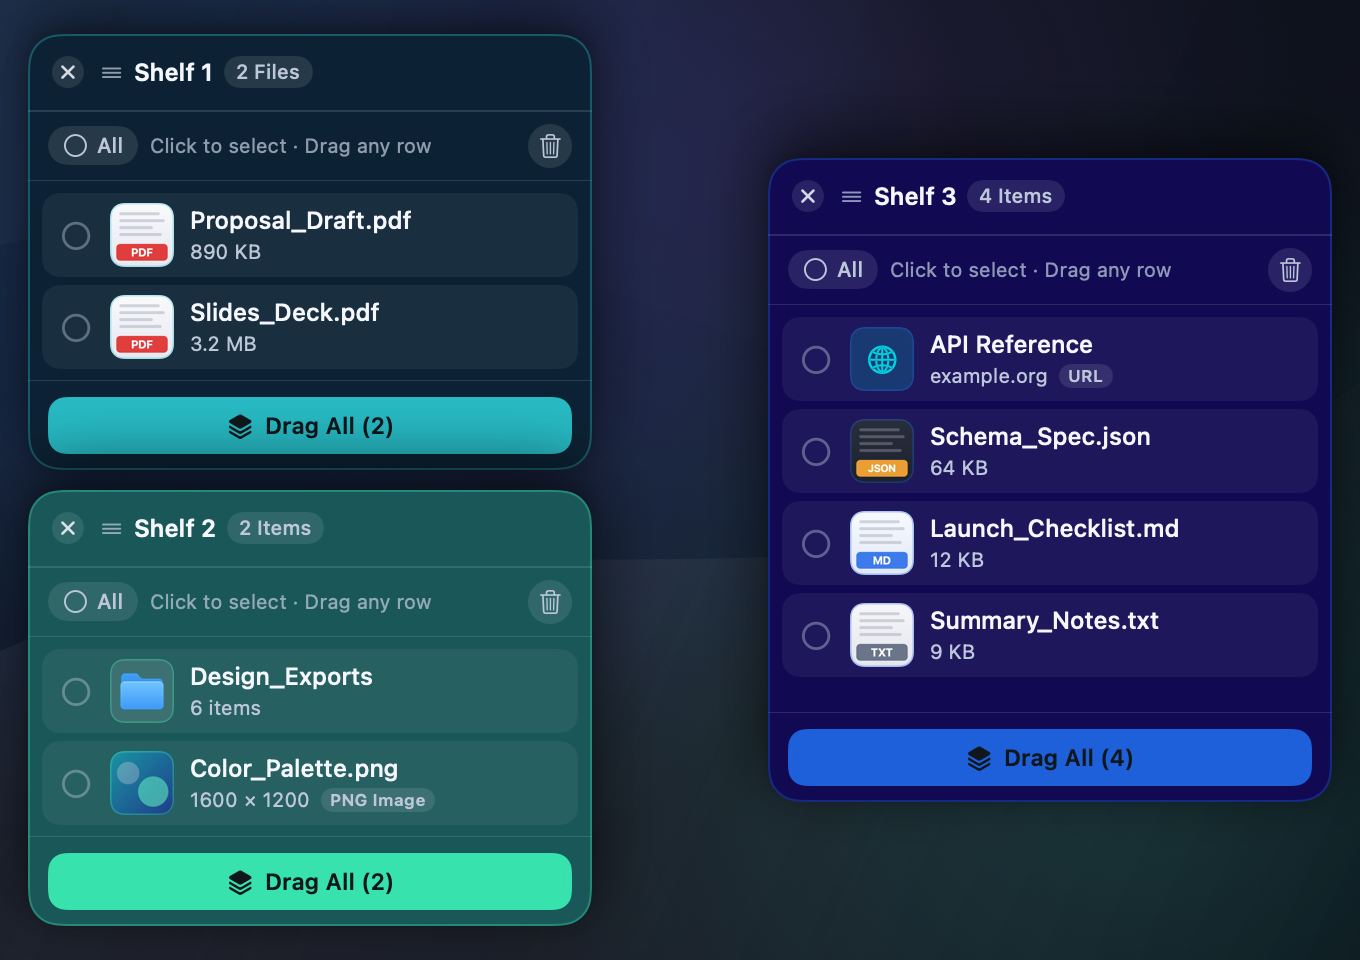 Shelf 1
2 Files
All
Click to select · Drag any row
Proposal_Draft.pdf
890 KB
PDF
Slides_Deck.pdf
3.2 MB
PDF
Drag All (2)
Shelf 2
2 Items
All
Click to select · Drag any row
Design_Exports
6 items
Color_Palette.png
1600 × 1200 PNG Image
Drag All (2)
Shelf 3
4 Items
All
Click to select · Drag any row
API Reference
example.org URL
Schema_Spec.json
64 KB
JSON
Launch_Checklist.md
12 KB
MD
Summary_Notes.txt
9 KB
TXT
Drag All (4)